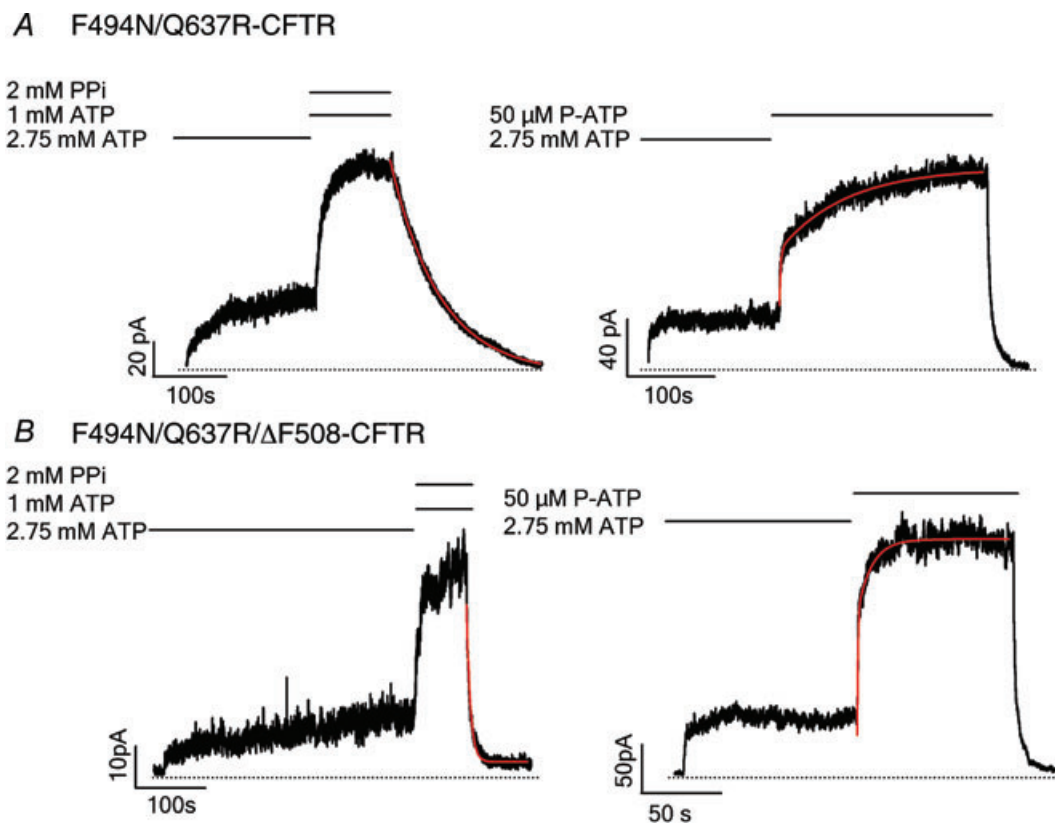 A F494N/Q637R-CFTR
2 mM PPi
1 mM ATP
2.75 mM ATP
20 pA
100s
50 µM P-ATP
2.75 mM ATP
40 pA
100s
B F494N/Q637R/ΔF508-CFTR
2 mM PPi
1 mM ATP
2.75 mM ATP
10pA
100s
50 µM P-ATP
2.75 mM ATP
50pA
50 s